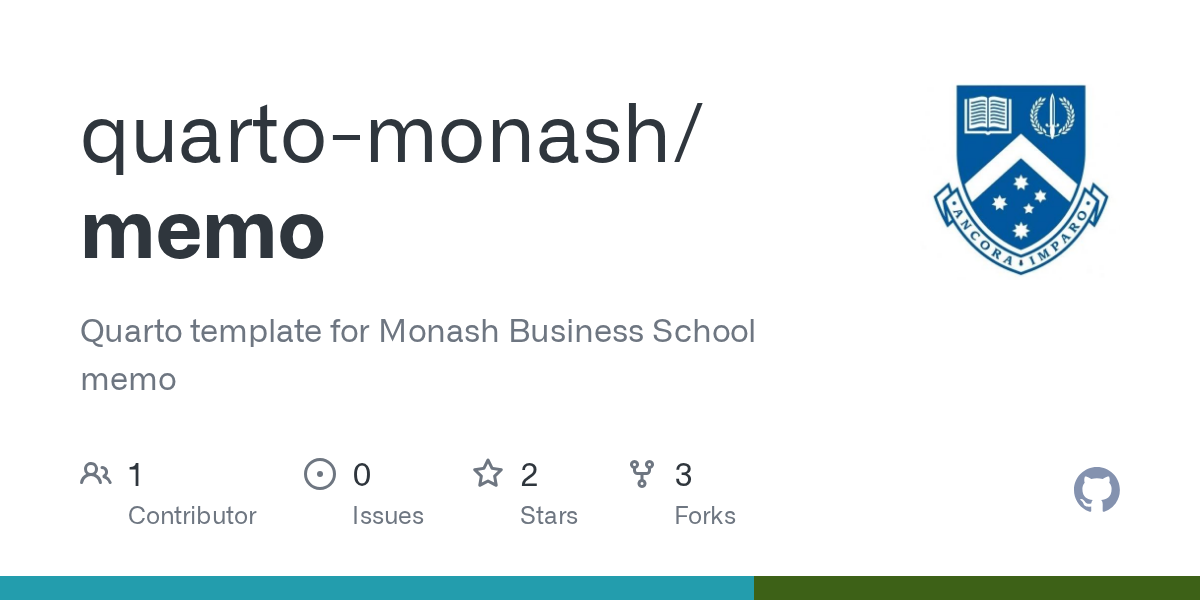 quarto-monash/
memo
Quarto template for Monash Business School
memo
1
Contributor
0
Issues
2
Stars
3
Forks
ANCORA IMPARO